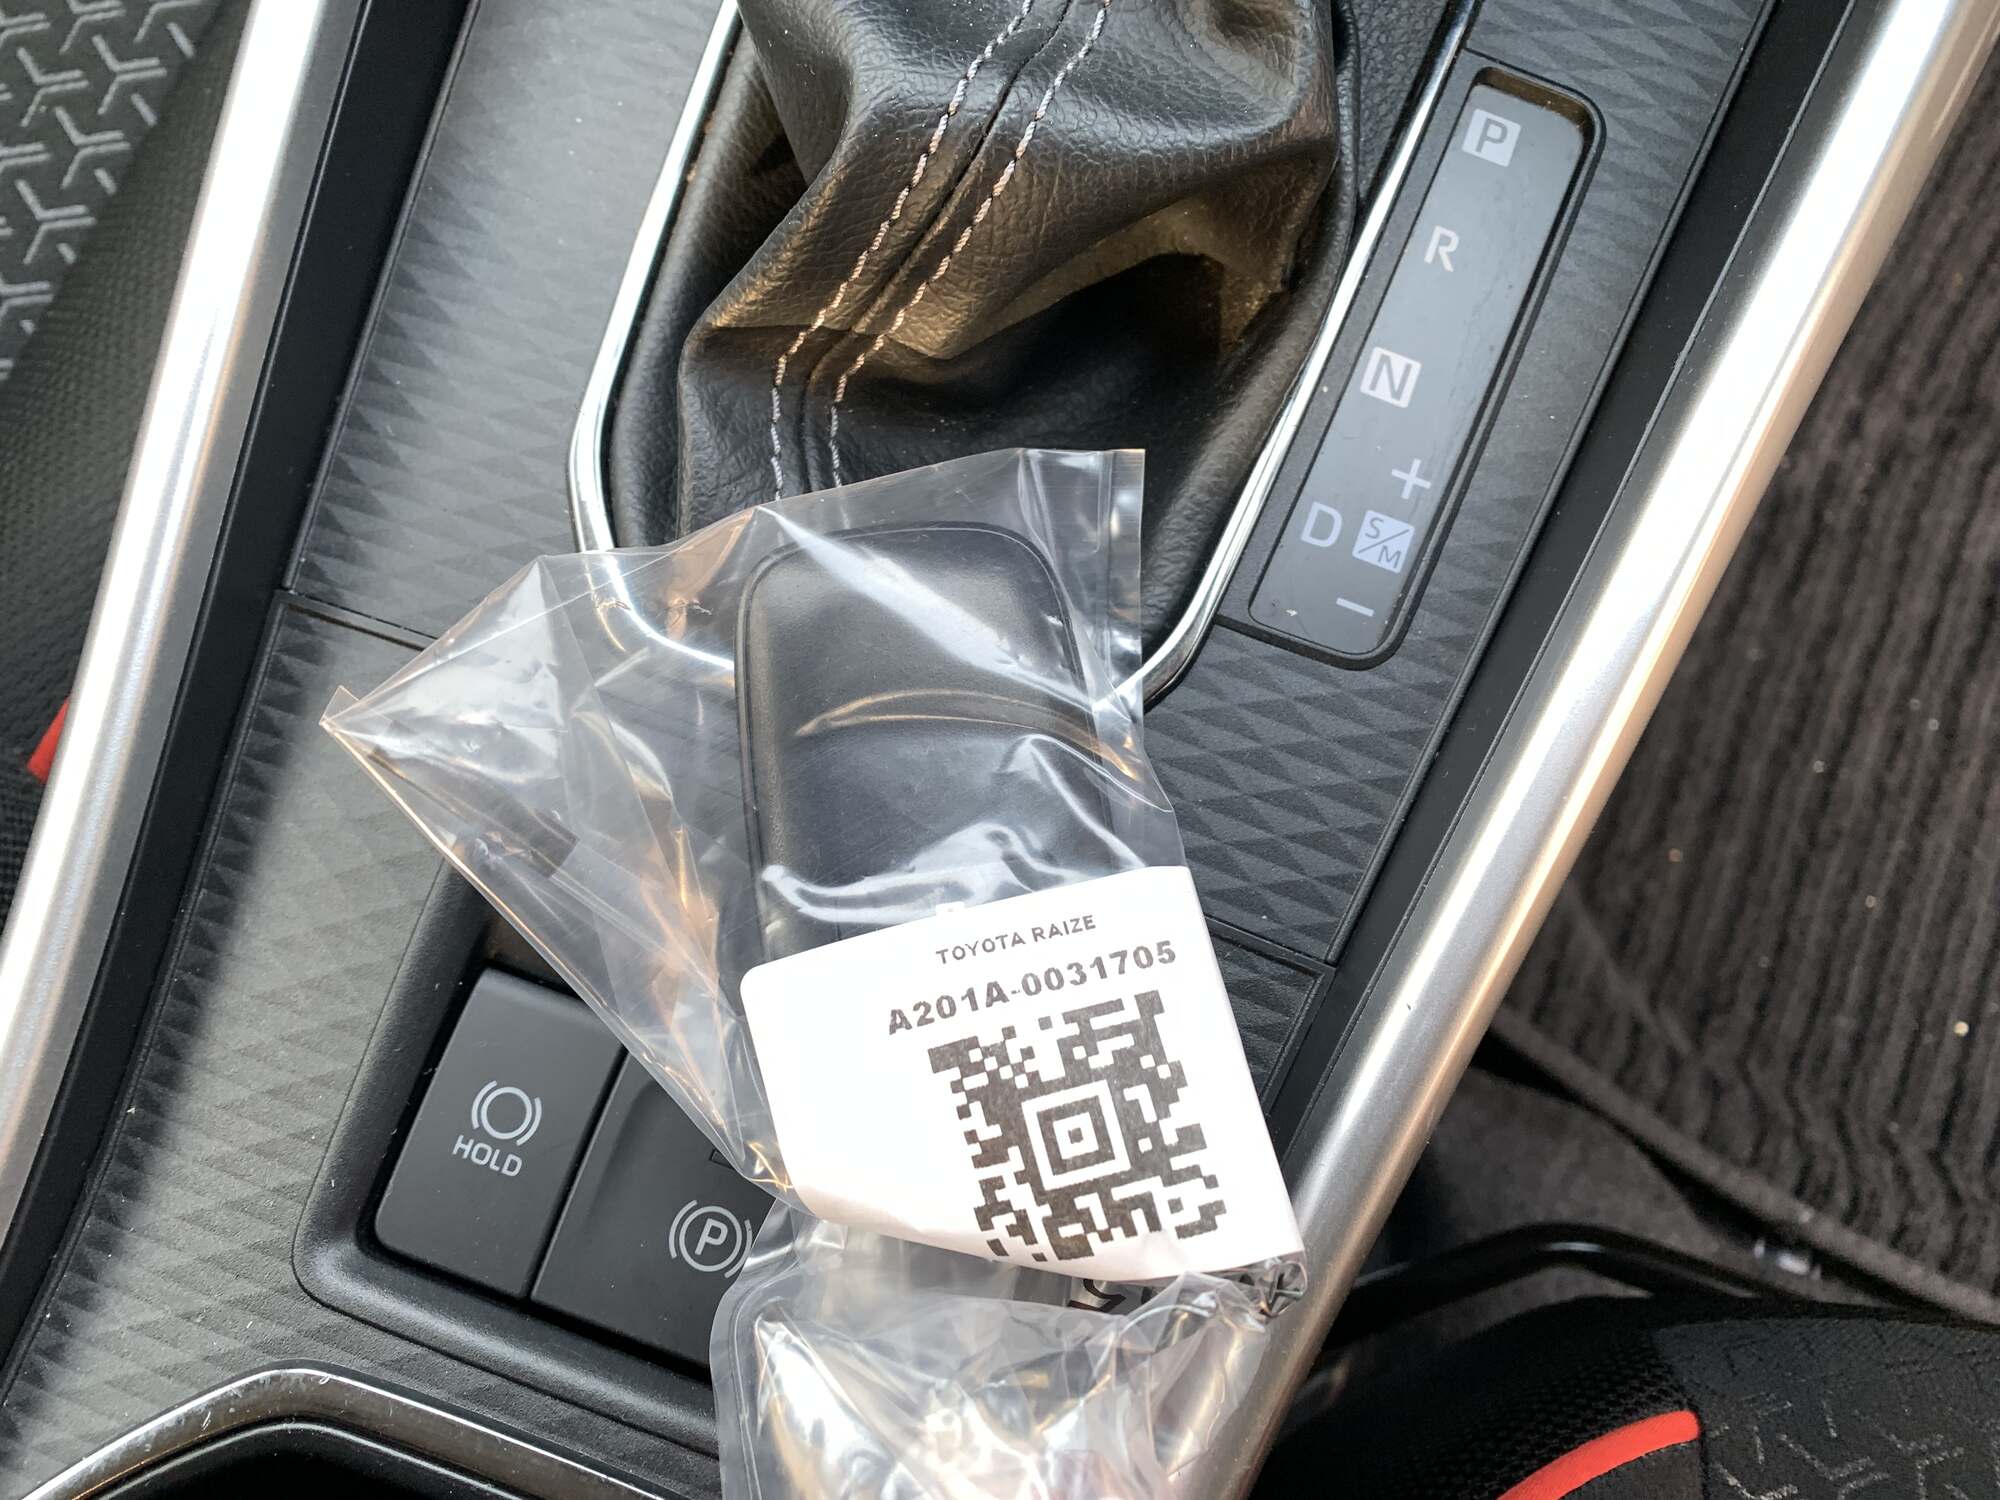 P
R
N
+
D S/M
−
TOYOTA RAIZE
A201A-0031705
HOLD
P